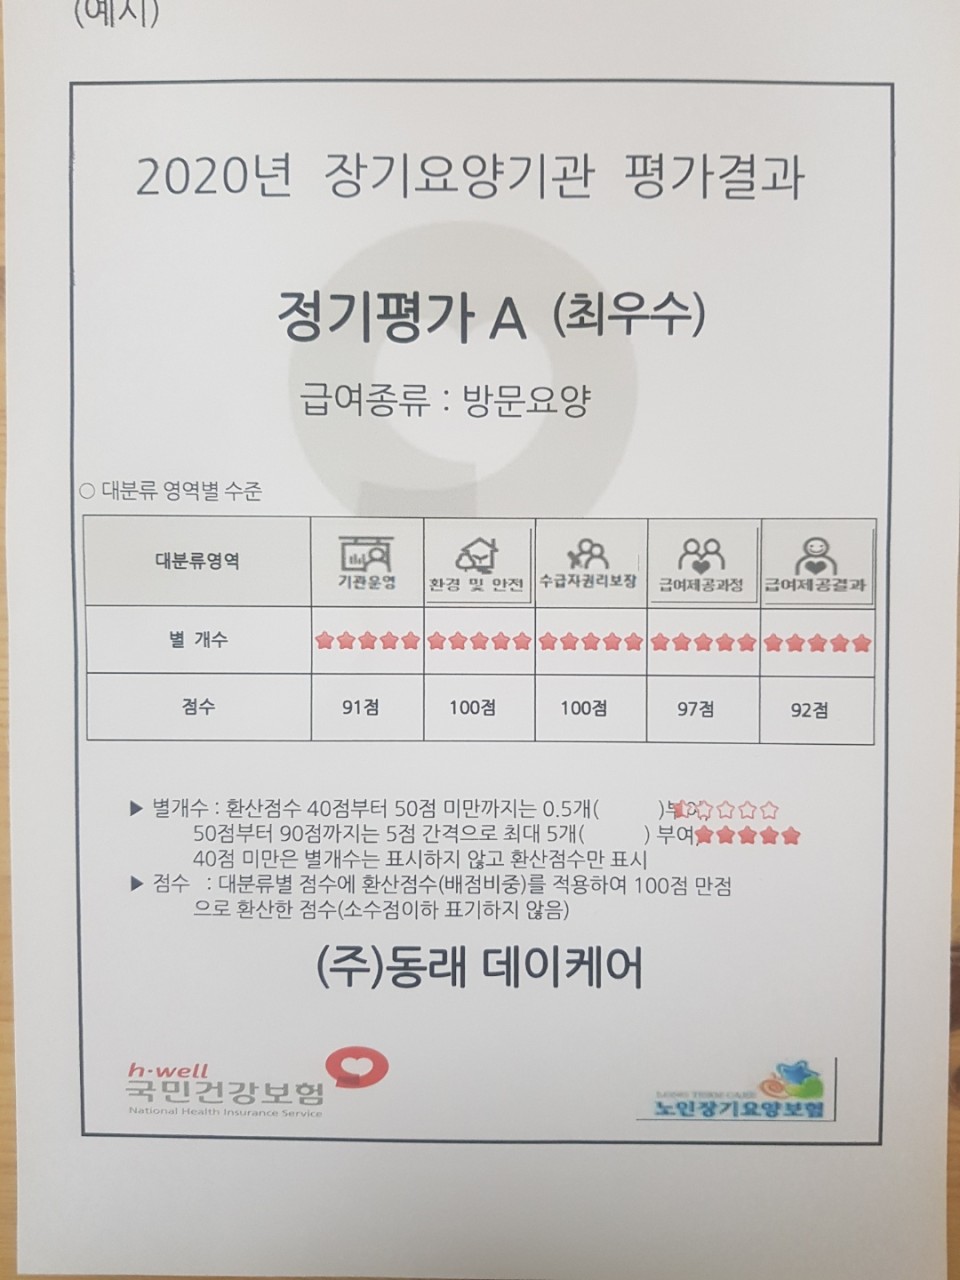 (예시)
2020년 장기요양기관 평가결과
정기평가 A (최우수)
급여종류 : 방문요양
○ 대분류 영역별 수준
대분류영역 기관운영 환경 및 안전 수급자권리보장 급여제공과정 급여제공결과
별 개수 ★★★★★ ★★★★★ ★★★★★ ★★★★★ ★★★★★
점수 91점 100점 100점 97점 92점
▶ 별개수 : 환산점수 40점부터 50점 미만까지는 0.5개( )부여,
50점부터 90점까지는 5점 간격으로 최대 5개( ) 부여,★★★★★
40점 미만은 별개수는 표시하지 않고 환산점수만 표시
▶ 점수 : 대분류별 점수에 환산점수(배점비중)를 적용하여 100점 만점
으로 환산한 점수(소수점이하 표기하지 않음)
(주)동래 데이케어
h·well
국민건강보험
National Health Insurance Service
LONG TERM CARE
노인장기요양보험